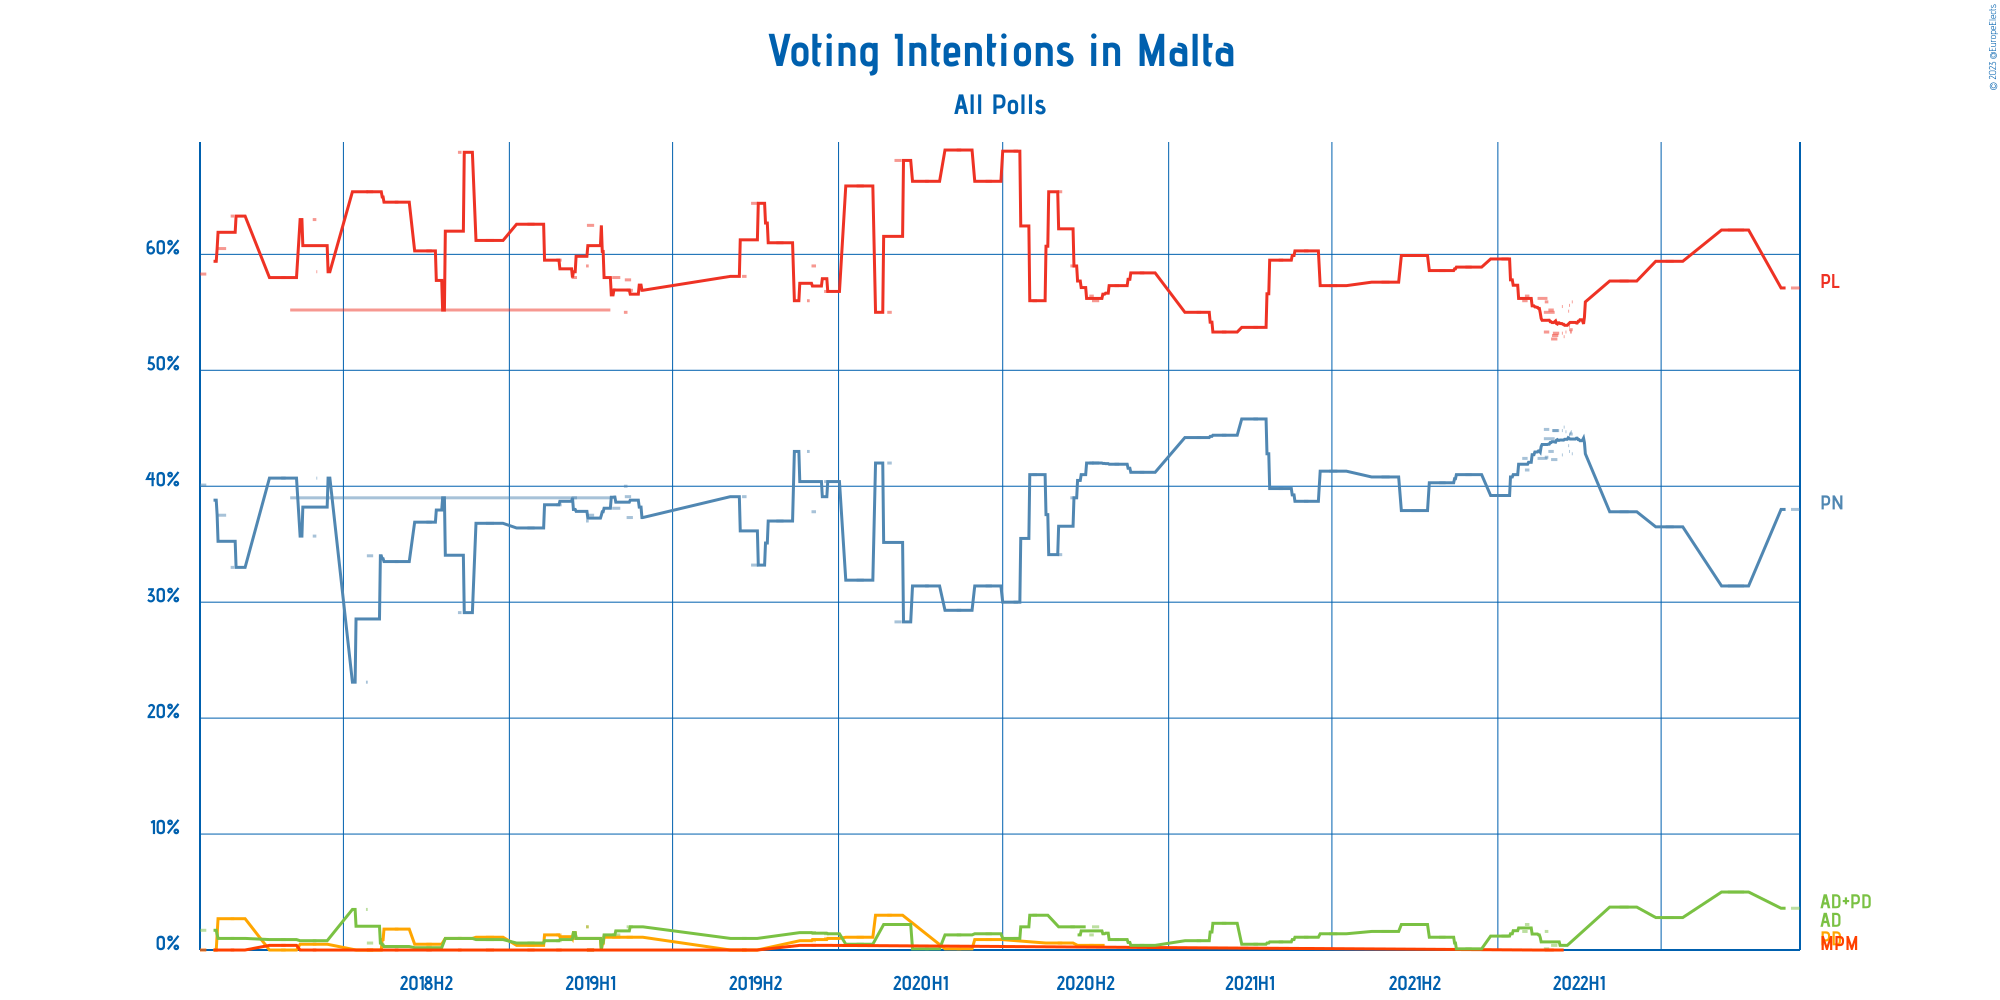 © 2023 @EuropeElects
Voting Intentions in Malta
All Polls
60%
50%
40%
30%
20%
10%
0%
PL
PN
AD+PD
AD
MPM
2018H2
2019H1
2019H2
2020H1
2020H2
2021H1
2021H2
2022H1